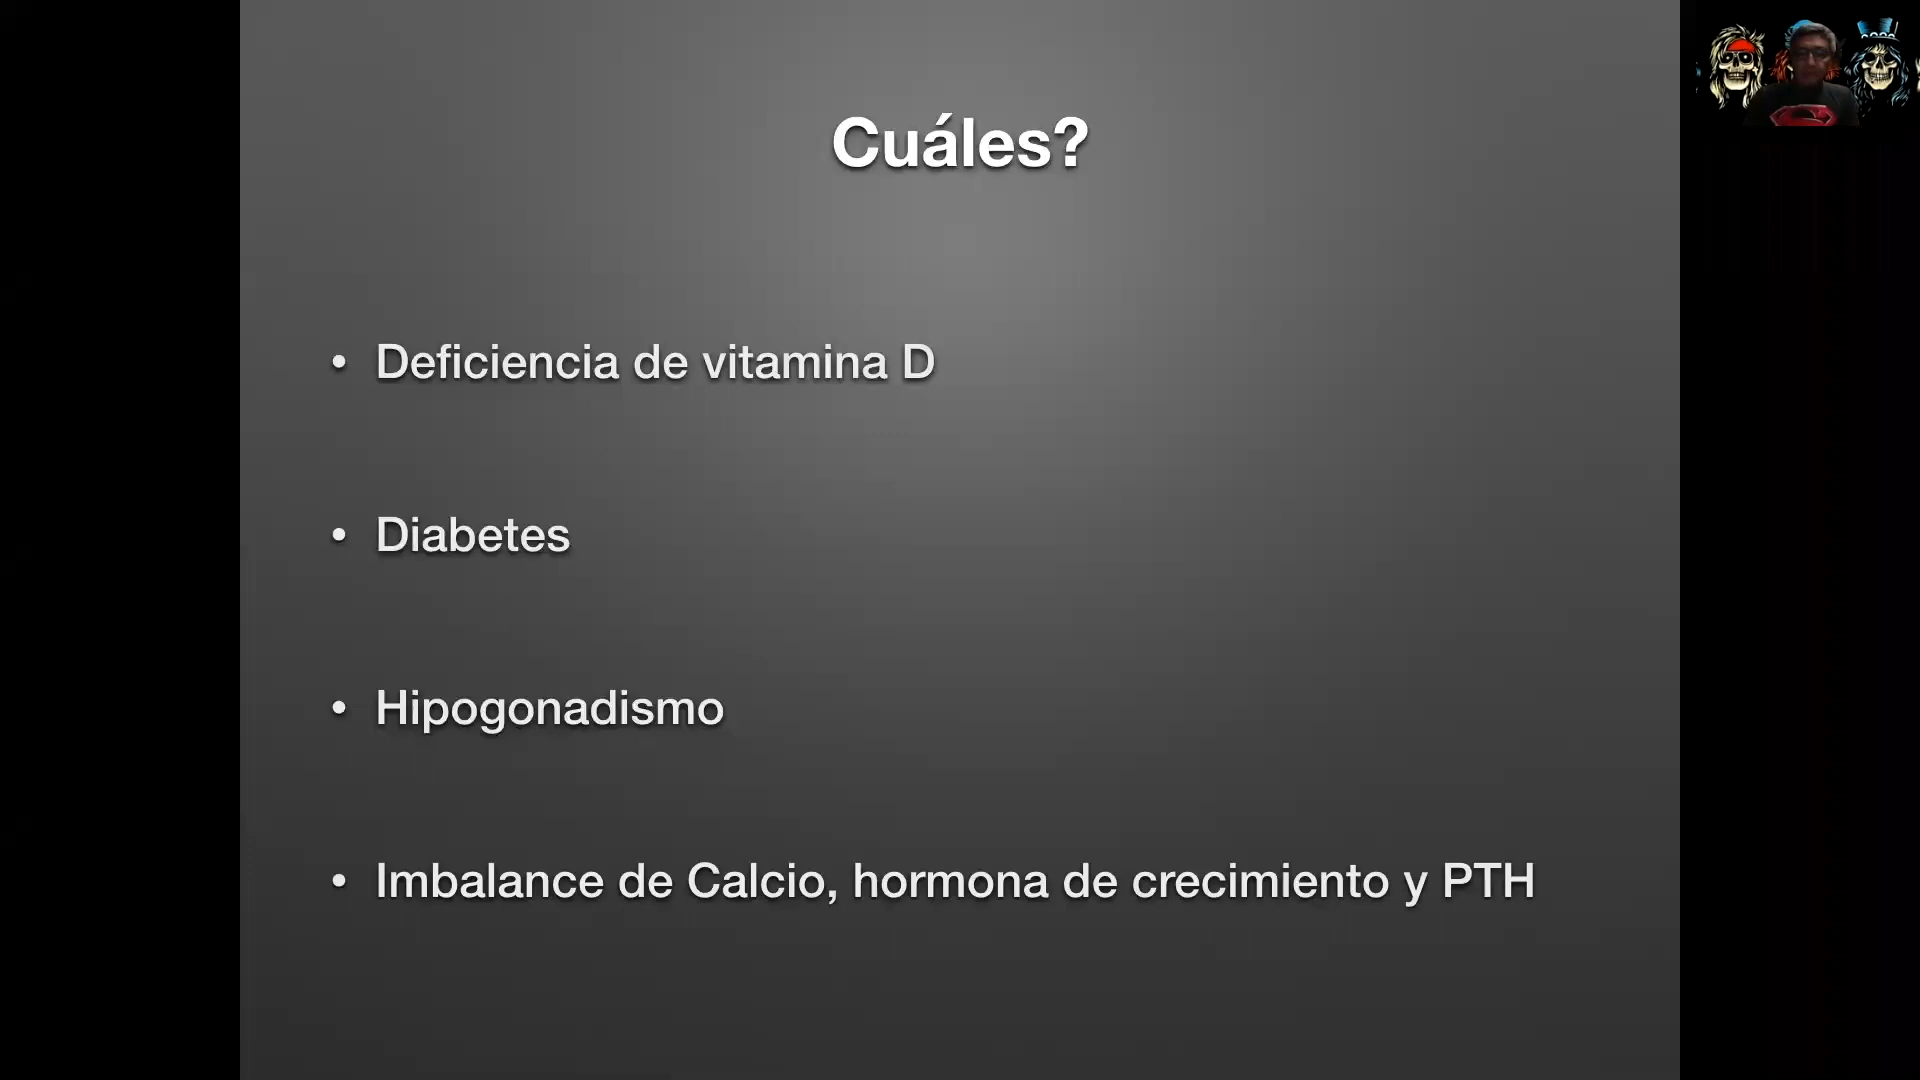 Cuáles?
• Deficiencia de vitamina D
• Diabetes
• Hipogonadismo
• Imbalance de Calcio, hormona de crecimiento y PTH